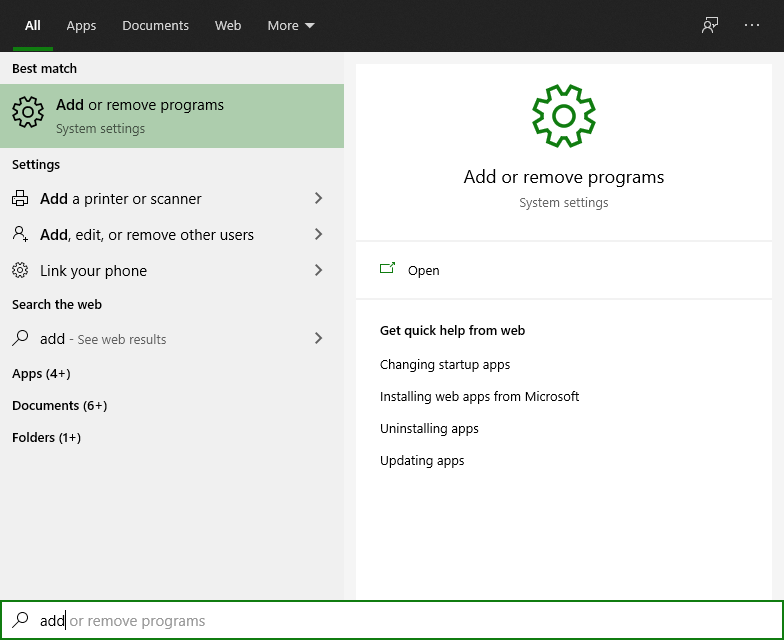 All Apps Documents Web More
Best match
Add or remove programs
System settings
Settings
Add a printer or scanner
Add, edit, or remove other users
Link your phone
Search the web
add - See web results
Apps (4+)
Documents (6+)
Folders (1+)
Add or remove programs
System settings
Open
Get quick help from web
Changing startup apps
Installing web apps from Microsoft
Uninstalling apps
Updating apps
add or remove programs